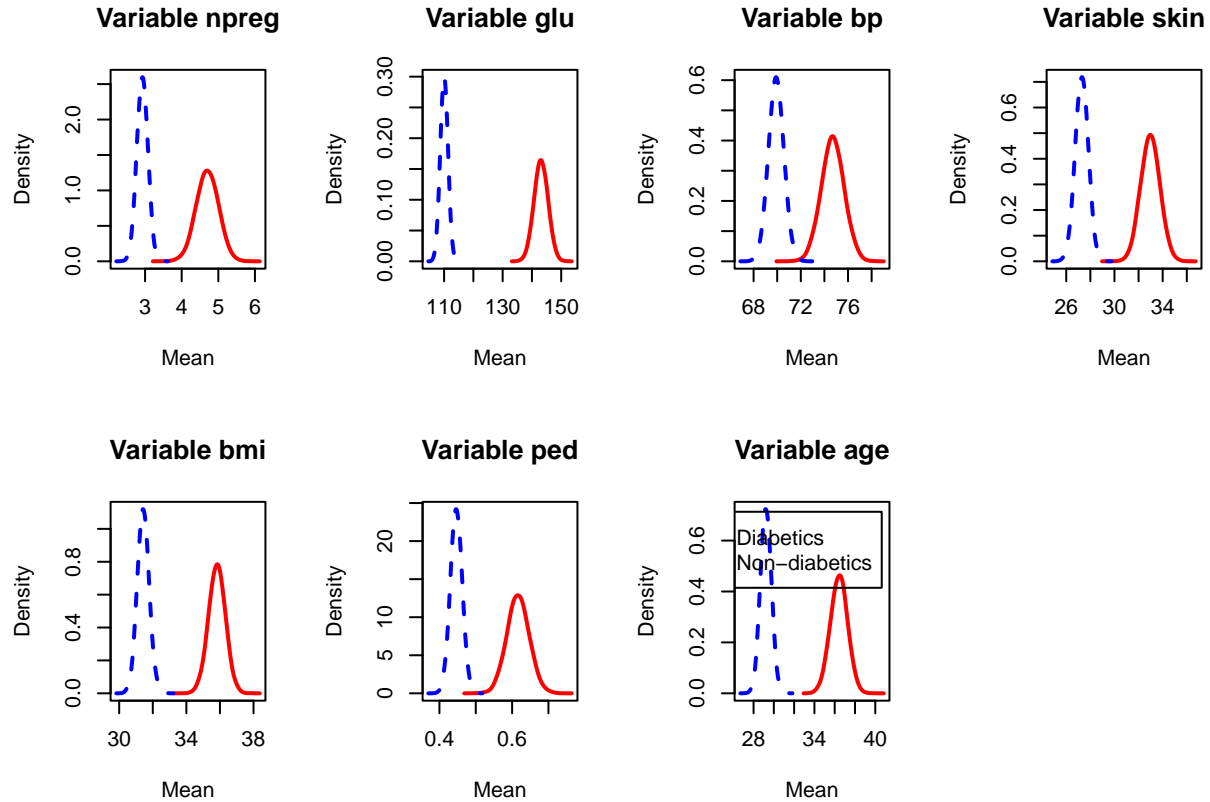 Variable npreg
Density
0.0 1.0 2.0
3 4 5 6
Mean
Variable glu
Density
0.00 0.10 0.20 0.30
110 130 150
Mean
Variable bp
Density
0.0 0.2 0.4 0.6
68 72 76
Mean
Variable skin
Density
0.0 0.2 0.4 0.6
26 30 34
Mean
Variable bmi
Density
0.0 0.4 0.8
30 34 38
Mean
Variable ped
Density
0 5 10 20
0.4 0.6
Mean
Variable age
Density
0.0 0.2 0.4 0.6
Diabetics
Non−diabetics
28 34 40
Mean